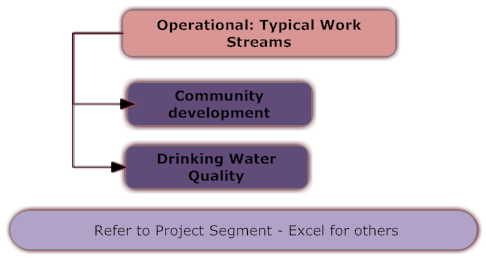 Operational: Typical Work
Streams
Community
development
Drinking Water
Quality
Refer to Project Segment - Excel for others